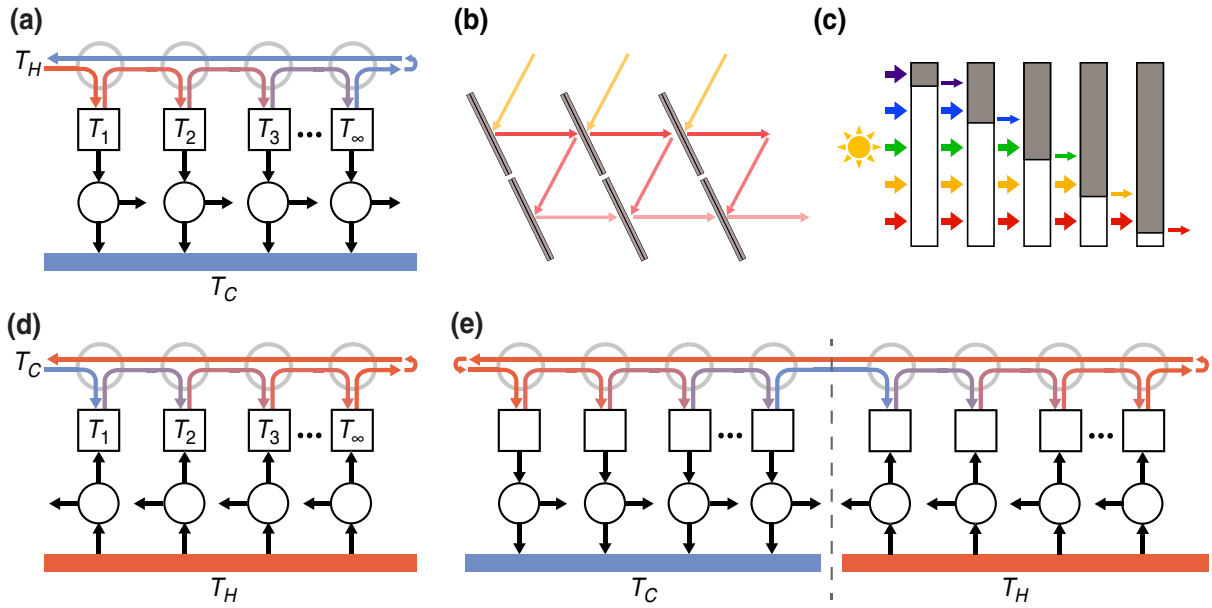 (a)
T_H
T_1 T_2 T_3 ... T_∞
T_C
(b)
(c)
(d)
T_C
T_1 T_2 T_3 ... T_∞
T_H
(e)
...
...
T_C
T_H